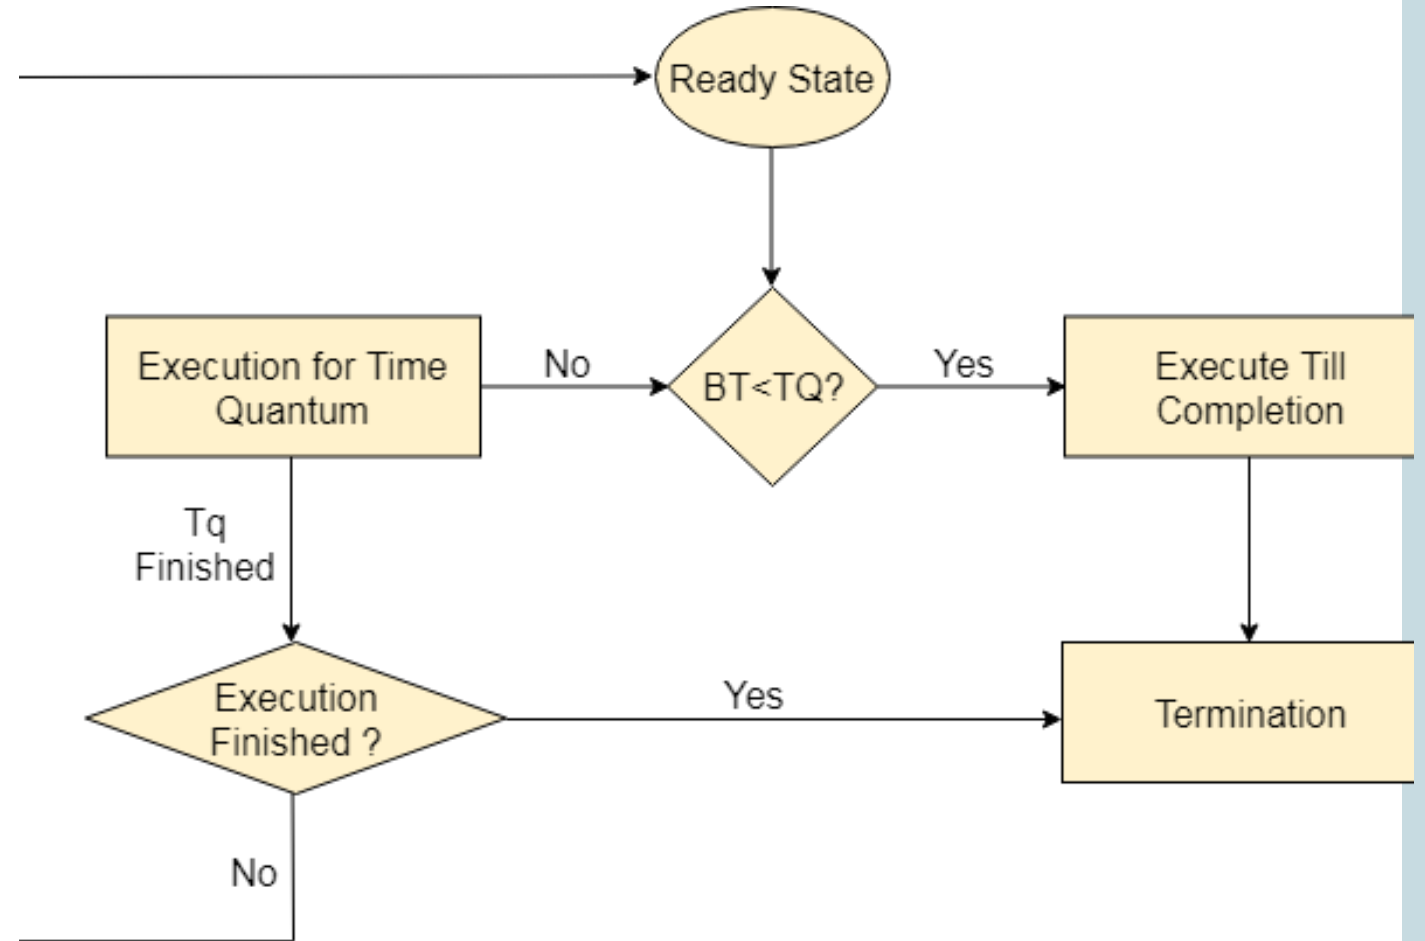 Ready State
Execution for Time
Quantum
No
BT<TQ?
Yes
Execute Till
Completion
Tq
Finished
Execution
Finished ?
Yes
Termination
No